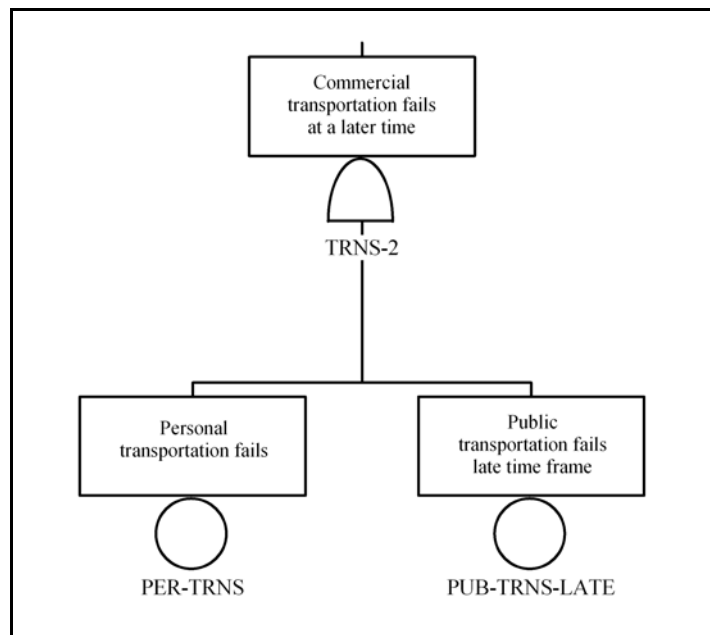 Commercial
transportation fails
at a later time
TRNS-2
Personal
transportation fails
Public
transportation fails
late time frame
PER-TRNS
PUB-TRNS-LATE